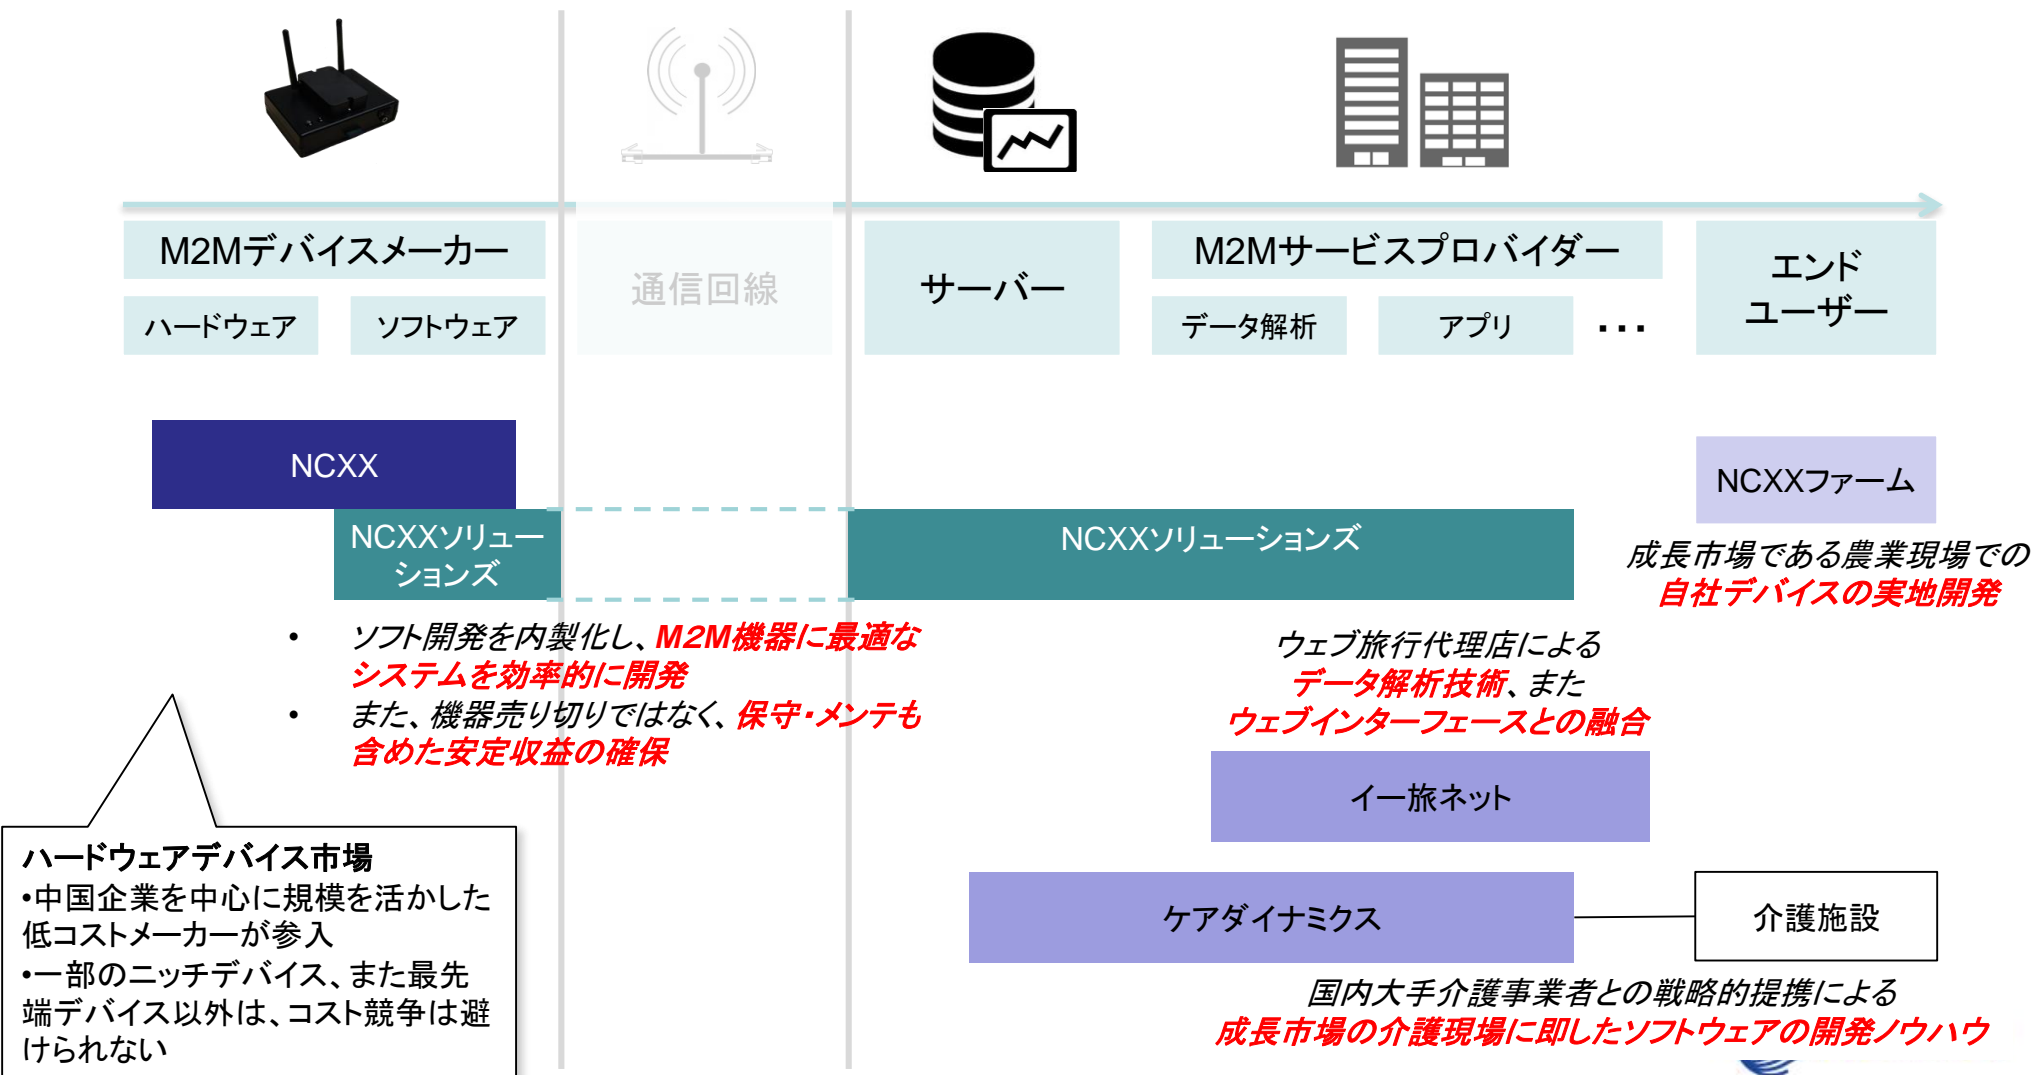 M2Mデバイスメーカー
ハードウェア
ソフトウェア
通信回線
サーバー
M2Mサービスプロバイダー
データ解析
アプリ
・・・
エンド
ユーザー
NCXX
NCXXソリュー
ションズ
NCXXソリューションズ
NCXXファーム
成長市場である農業現場での
自社デバイスの実地開発
• ソフト開発を内製化し、M2M機器に最適な
システムを効率的に開発
• また、機器売り切りではなく、保守・メンテも
含めた安定収益の確保
ウェブ旅行代理店による
データ解析技術、また
ウェブインターフェースとの融合
イー旅ネット
ケアダイナミクス
介護施設
国内大手介護事業者との戦略的提携による
成長市場の介護現場に即したソフトウェアの開発ノウハウ
ハードウェアデバイス市場
•中国企業を中心に規模を活かした
低コストメーカーが参入
•一部のニッチデバイス、また最先
端デバイス以外は、コスト競争は避
けられない